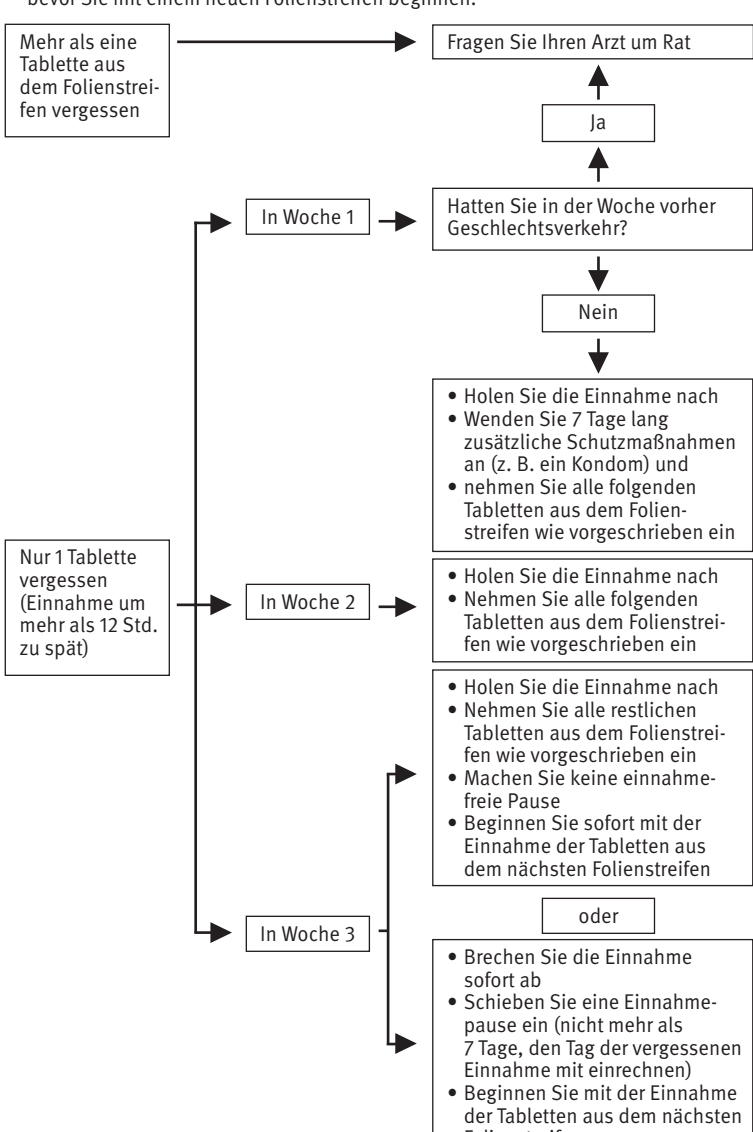 bevor Sie mit einem neuen Folienstreifen beginnen.
Mehr als eine
Tablette aus
dem Folienstrei-
fen vergessen
Fragen Sie Ihren Arzt um Rat
Ja
In Woche 1
Hatten Sie in der Woche vorher
Geschlechtsverkehr?
Nein
• Holen Sie die Einnahme nach
• Wenden Sie 7 Tage lang
zusätzliche Schutzmaßnahmen
an (z. B. ein Kondom) und
• nehmen Sie alle folgenden
Tabletten aus dem Folien-
streifen wie vorgeschrieben ein
Nur 1 Tablette
vergessen
(Einnahme um
mehr als 12 Std.
zu spät)
In Woche 2
• Holen Sie die Einnahme nach
• Nehmen Sie alle folgenden
Tabletten aus dem Folienstrei-
fen wie vorgeschrieben ein
• Holen Sie die Einnahme nach
• Nehmen Sie alle restlichen
Tabletten aus dem Folienstrei-
fen wie vorgeschrieben ein
• Machen Sie keine einnahme-
freie Pause
• Beginnen Sie sofort mit der
Einnahme der Tabletten aus
dem nächsten Folienstreifen
In Woche 3
oder
• Brechen Sie die Einnahme
sofort ab
• Schieben Sie eine Einnahme-
pause ein (nicht mehr als
7 Tage, den Tag der vergessenen
Einnahme mit einrechnen)
• Beginnen Sie mit der Einnahme
der Tabletten aus dem nächsten